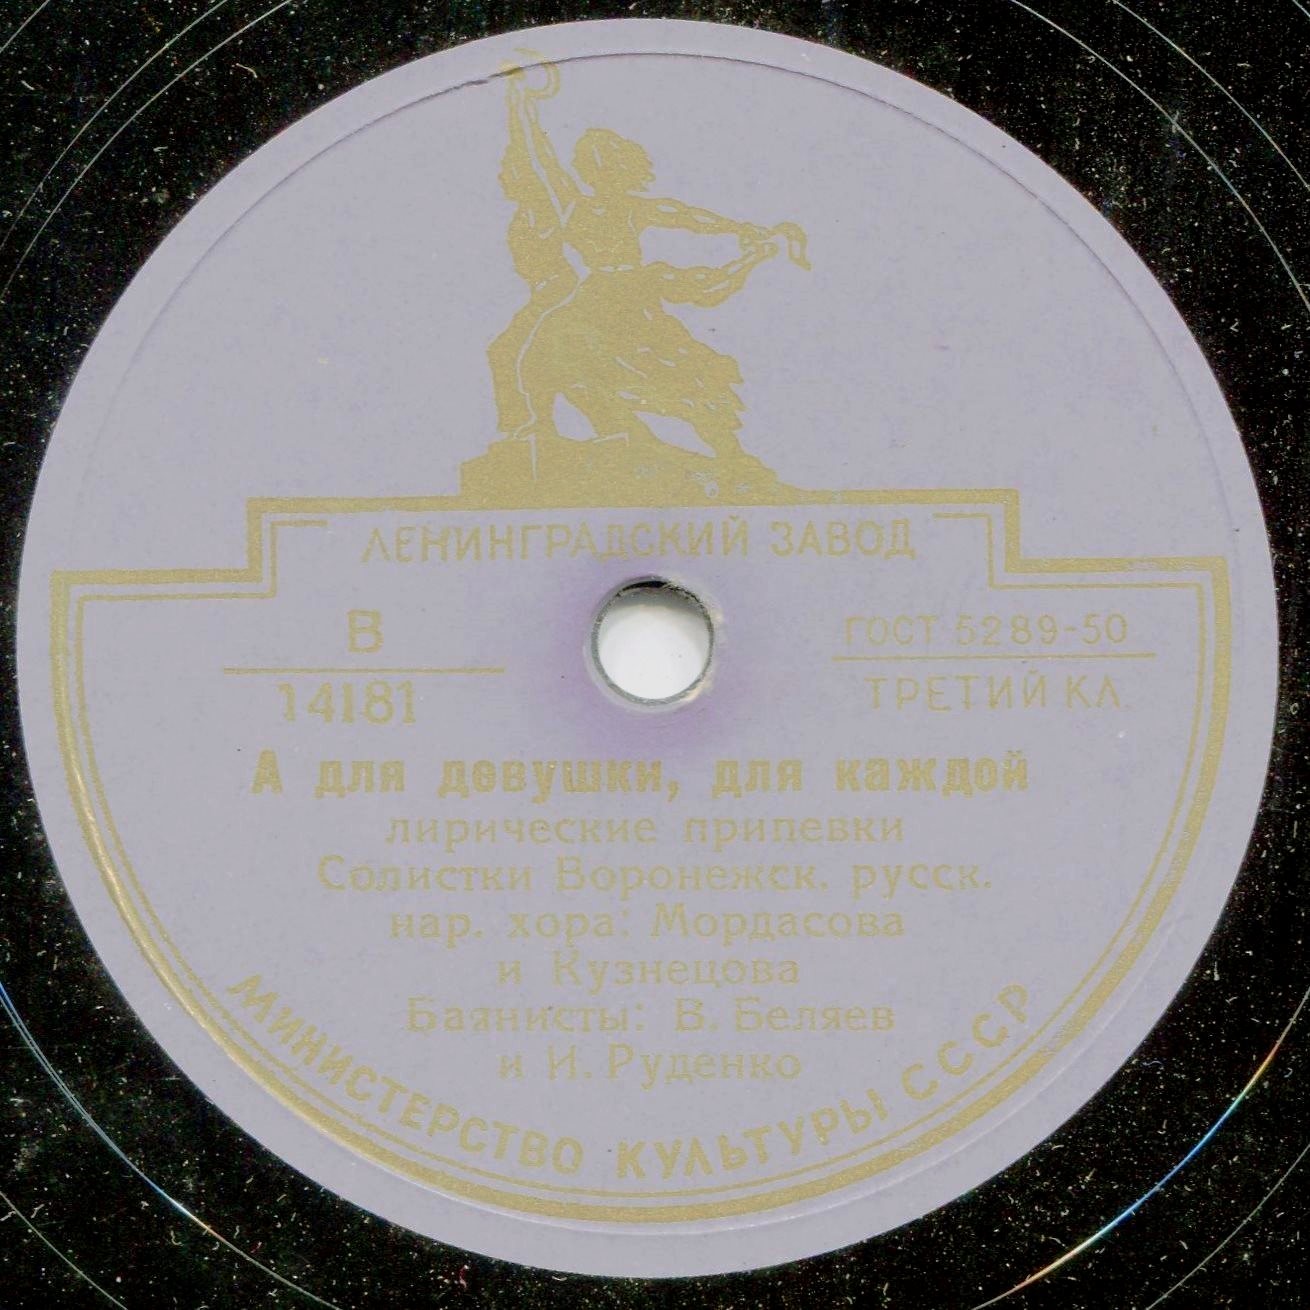 ЛЕНИНГРАДСКИЙ ЗАВОД
В
14181
ГОСТ 5289-50
ТРЕТИЙ КЛ.
А для девушки, для каждой
лирические припевки
Солистки Воронежск. русск.
нар. хора: Мордасова
и Кузнецова
Баянисты: В. Беляев
и И. Руденко
МИНИСТЕРСТВО КУЛЬТУРЫ СССР